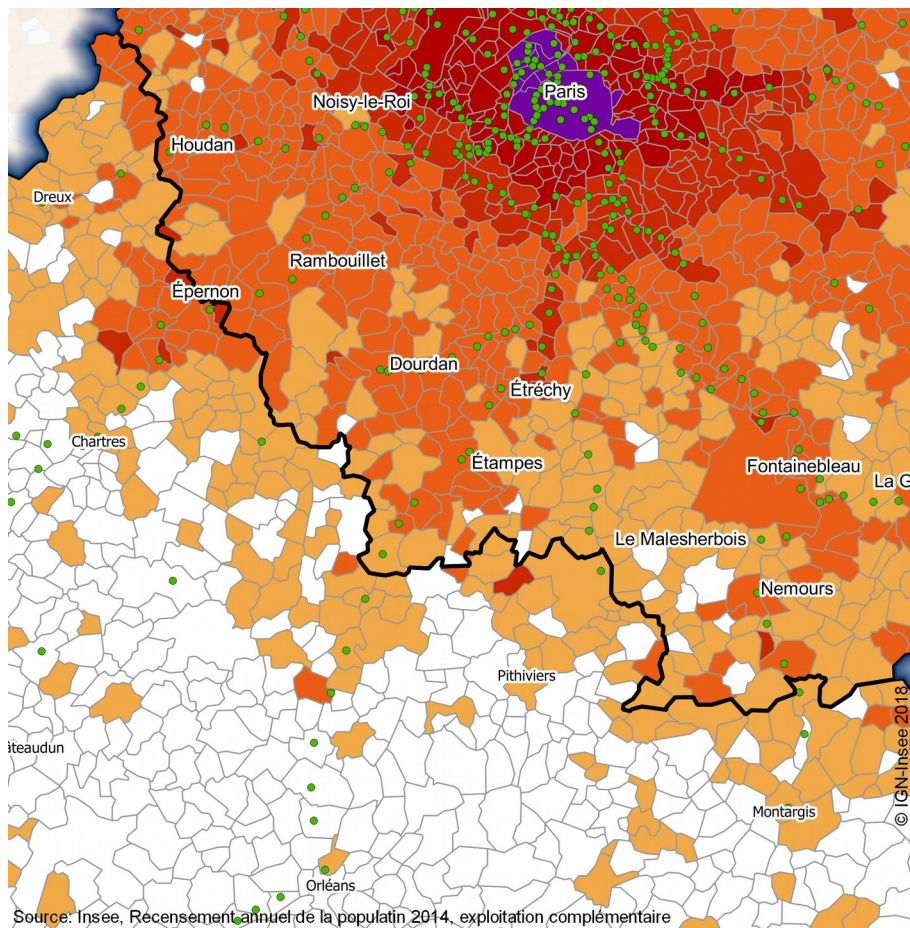 Paris
Noisy-le-Roi
Houdan
Dreux
Rambouillet
Épernon
Dourdan
Étréchy
Chartres
Étampes
Fontainebleau
La G
Le Malesherbois
Nemours
Pithiviers
âteaudun
Montargis
© IGN-Insee 2018
Orléans
Source: Insee, Recensement annuel de la populatin 2014, exploitation complémentaire